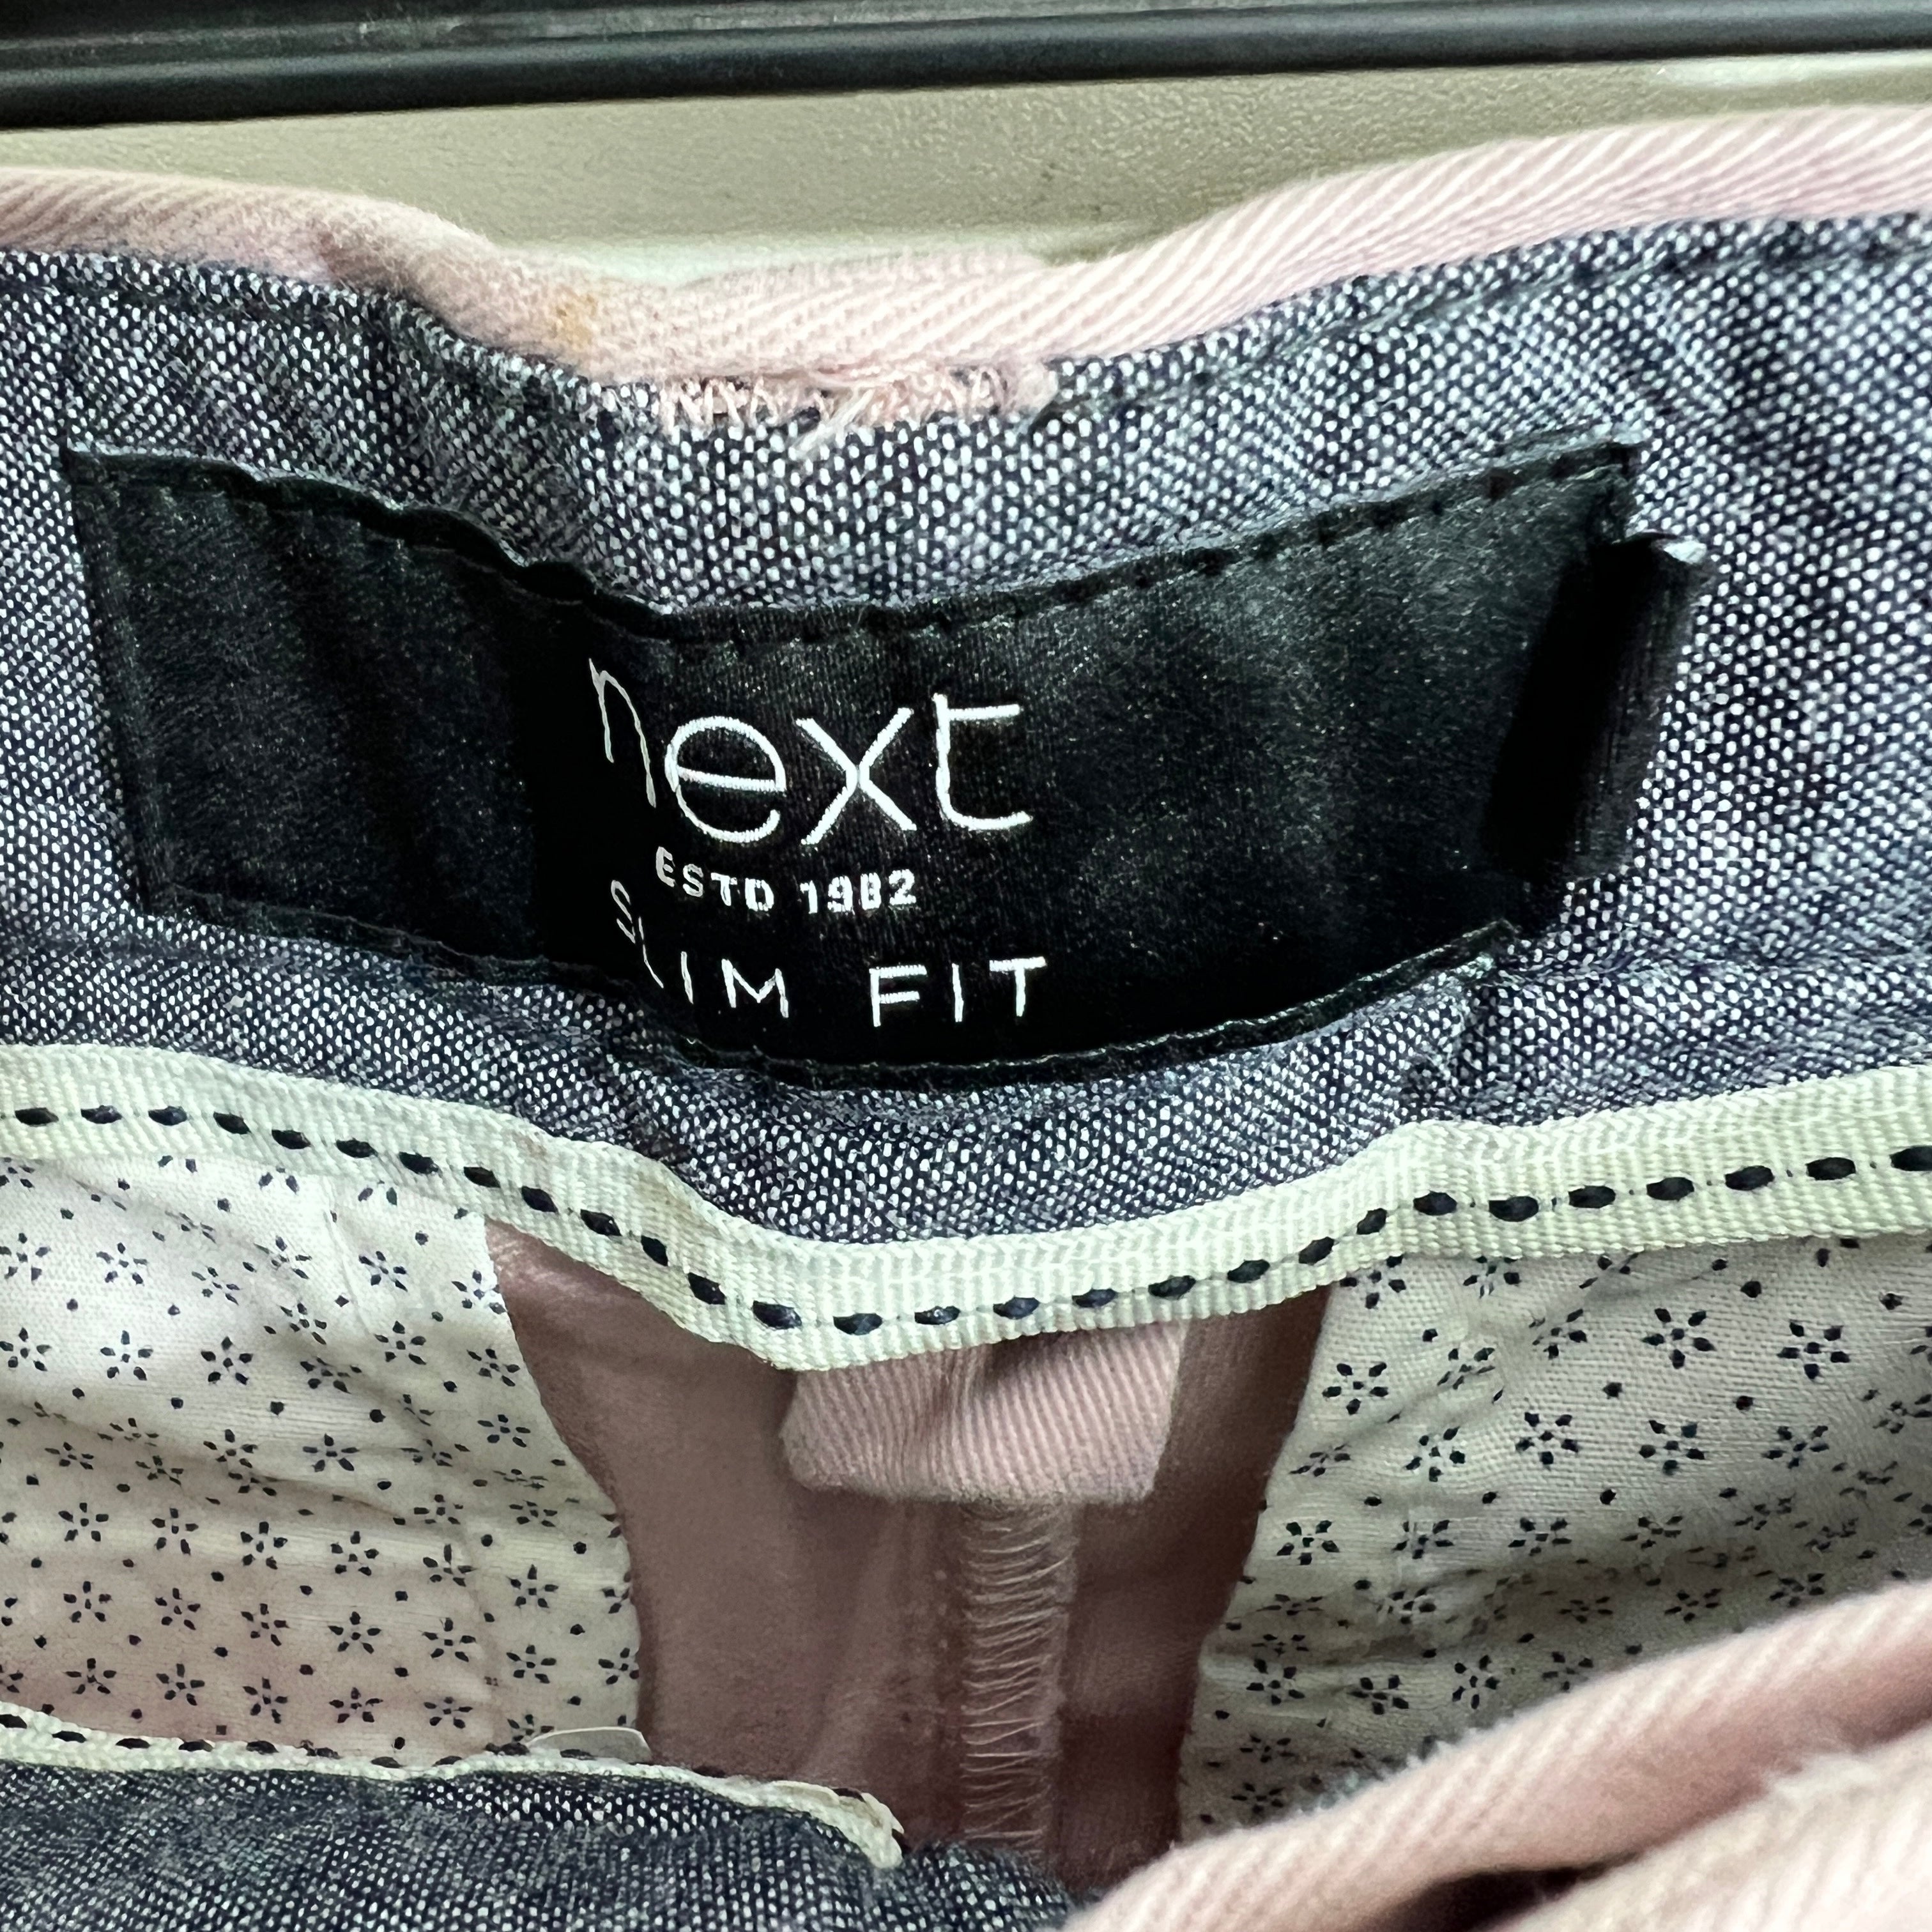 next
ESTD 1982
SLIM FIT